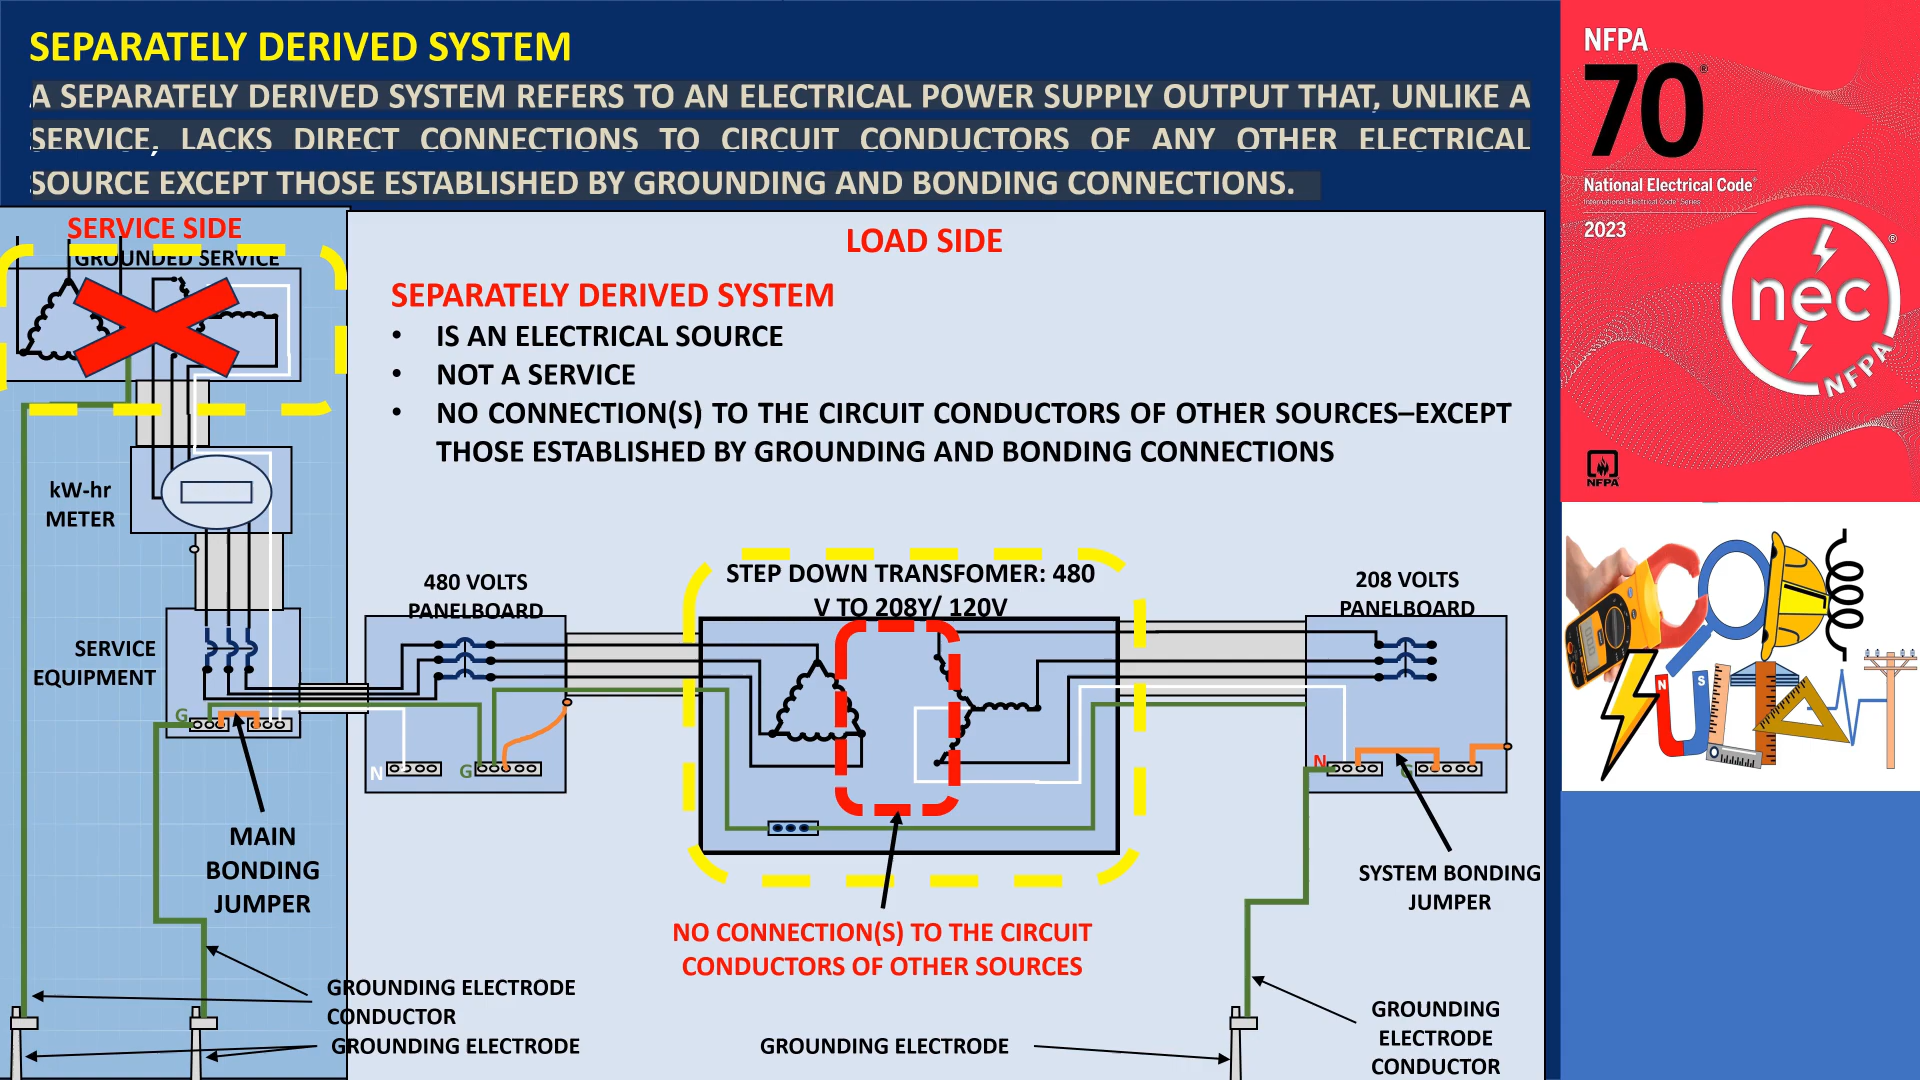 SEPARATELY DERIVED SYSTEM
A SEPARATELY DERIVED SYSTEM REFERS TO AN ELECTRICAL POWER SUPPLY OUTPUT THAT, UNLIKE A
SERVICE, LACKS DIRECT CONNECTIONS TO CIRCUIT CONDUCTORS OF ANY OTHER ELECTRICAL
SOURCE EXCEPT THOSE ESTABLISHED BY GROUNDING AND BONDING CONNECTIONS.
SERVICE SIDE
GROUNDED SERVICE
kW-hr
METER
SERVICE
EQUIPMENT
G
MAIN
BONDING
JUMPER
GROUNDING ELECTRODE
CONDUCTOR
GROUNDING ELECTRODE
LOAD SIDE
SEPARATELY DERIVED SYSTEM
• IS AN ELECTRICAL SOURCE
• NOT A SERVICE
• NO CONNECTION(S) TO THE CIRCUIT CONDUCTORS OF OTHER SOURCES–EXCEPT
THOSE ESTABLISHED BY GROUNDING AND BONDING CONNECTIONS
480 VOLTS
PANELBOARD
N
G
STEP DOWN TRANSFOMER: 480
V TO 208Y/ 120V
NO CONNECTION(S) TO THE CIRCUIT
CONDUCTORS OF OTHER SOURCES
208 VOLTS
PANELBOARD
N
G
SYSTEM BONDING
JUMPER
GROUNDING ELECTRODE
GROUNDING
ELECTRODE
CONDUCTOR
NFPA
70®
National Electrical Code®
International Electrical Code® Series
2023
nec®
NFPA
NFPA
N S